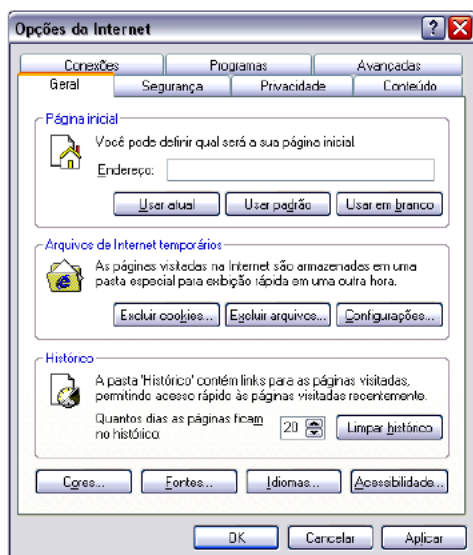 Opções da Internet
Conexões Programas Avançadas
Geral Segurança Privacidade Conteúdo
Página inicial
Você pode definir qual será a sua página inicial.
Endereço:
Usar atual Usar padrão Usar em branco
Arquivos de Internet temporários
As páginas visitadas na Internet são armazenadas em uma
pasta especial para exibição rápida em uma outra hora.
Excluir cookies... Excluir arquivos... Configurações...
Histórico
A pasta 'Histórico' contém links para as páginas visitadas,
permitindo acesso rápido às páginas visitadas recentemente.
Quantos dias as páginas ficam
no histórico: 20 Limpar histórico
Cores... Fontes... Idiomas... Acessibilidade...
OK Cancelar Aplicar